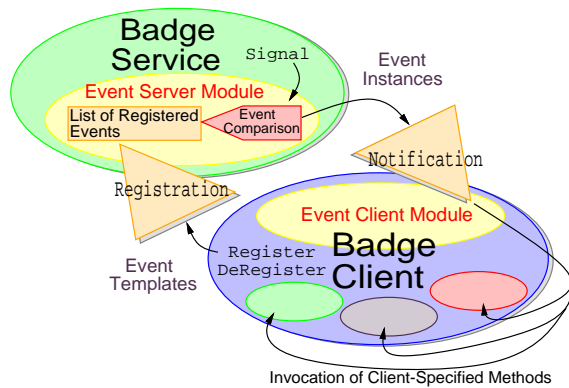 Badge
Service
Signal
Event
Instances
Event Server Module
List of Registered
Events
Event
Comparison
Notification
Registration
Event Client Module
Register
DeRegister
Badge
Client
Event
Templates
Invocation of Client-Specified Methods